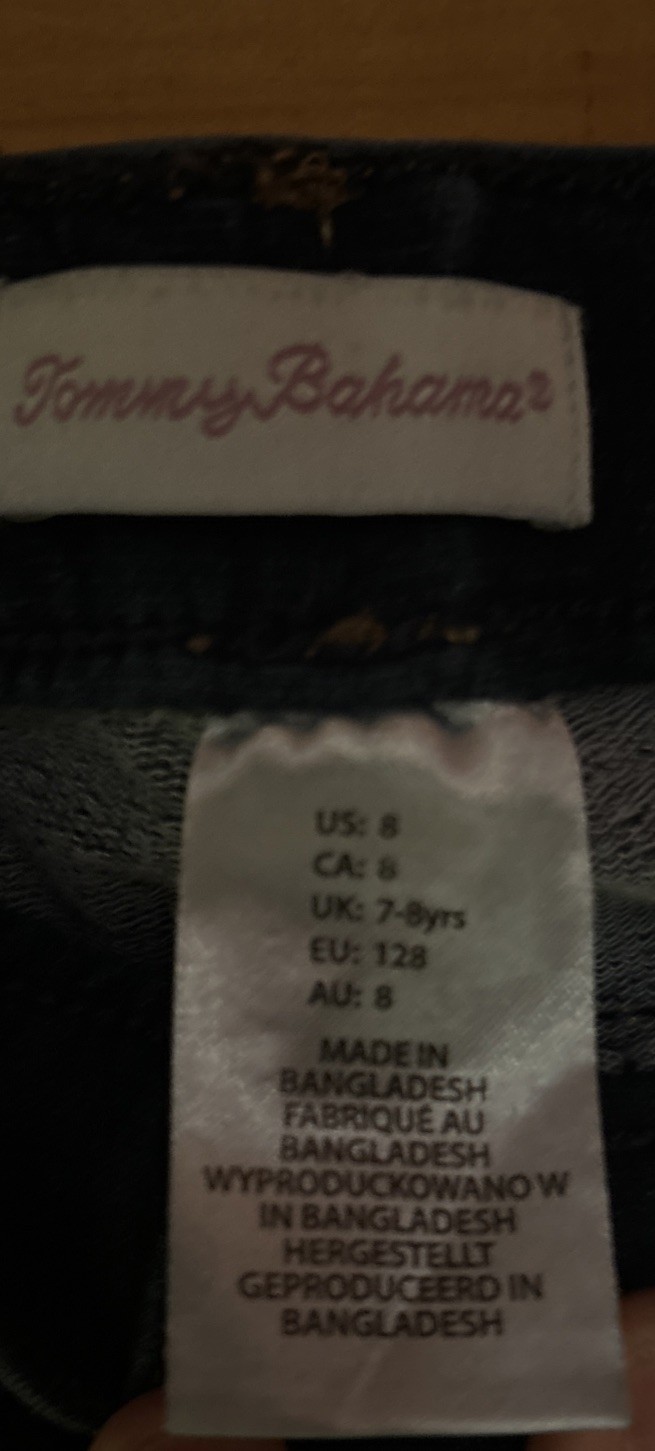 Tommy Bahama®
US: 8
CA: 8
UK: 7-8yrs
EU: 128
AU: 8
MADE IN
BANGLADESH
FABRIQUÉ AU
BANGLADESH
WYPRODUCKOWANO W
IN BANGLADESH
HERGESTELLT
GEPRODUCEERD IN
BANGLADESH